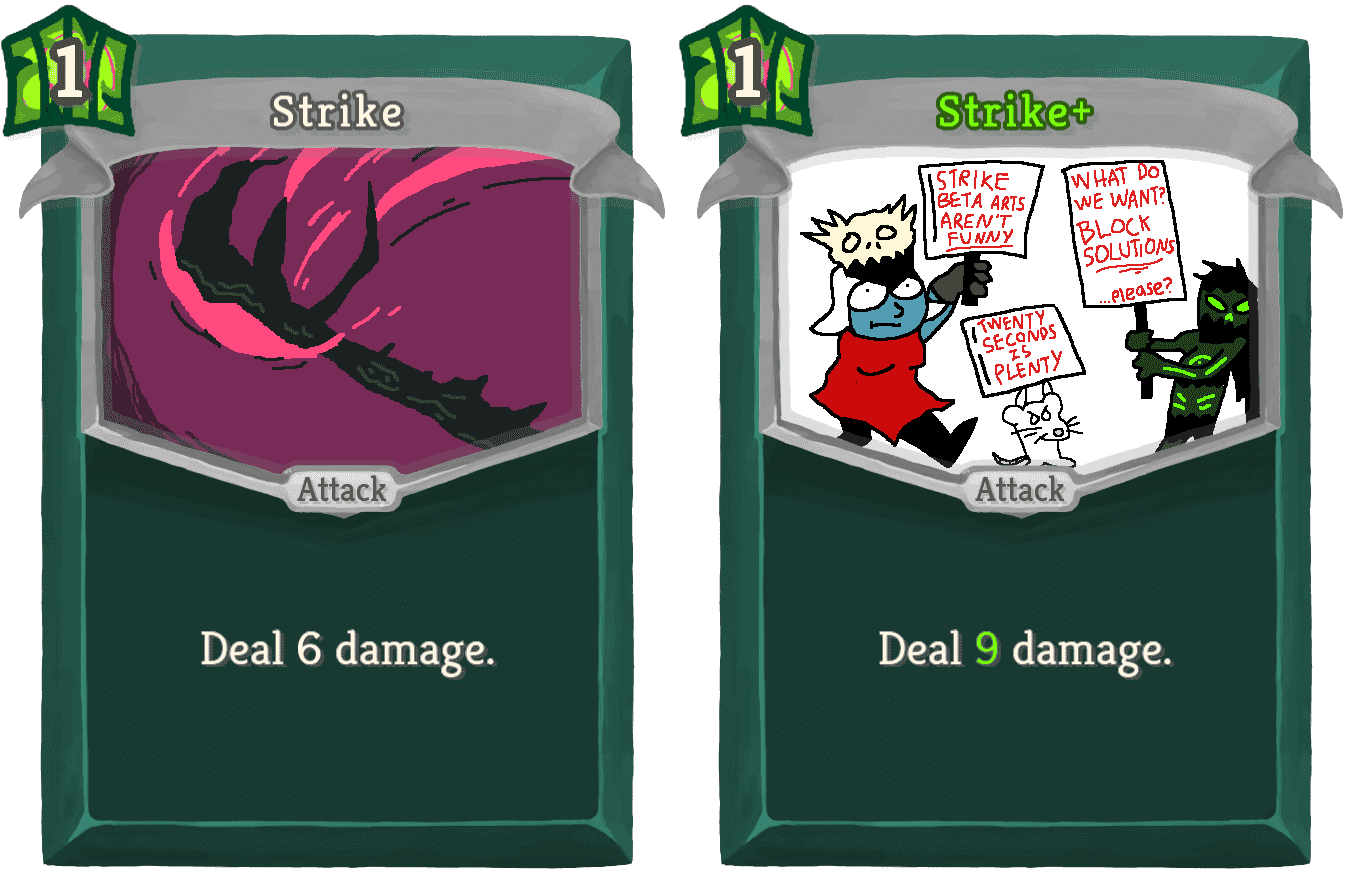 1
Strike
Attack
Deal 6 damage.
1
Strike+
STRIKE
BETA ARTS
AREN'T
FUNNY
WHAT DO
WE WANT?
BLOCK
SOLUTIONS
...please?
TWENTY
SECONDS
IS
PLENTY
Attack
Deal 9 damage.